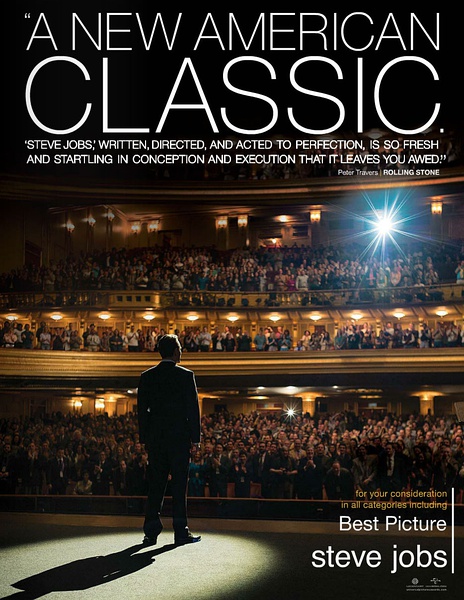 “A NEW AMERICAN
CLASSIC.
‘STEVE JOBS,’ WRITTEN, DIRECTED, AND ACTED TO PERFECTION, IS SO FRESH
AND STARTLING IN CONCEPTION AND EXECUTION THAT IT LEAVES YOU AWED.”
Peter Travers | ROLLING STONE
for your consideration
in all categories including
Best Picture
steve jobs